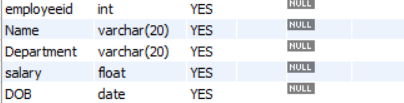 employeeid int YES NULL
Name varchar(20) YES NULL
Department varchar(20) YES NULL
salary float YES NULL
DOB date YES NULL